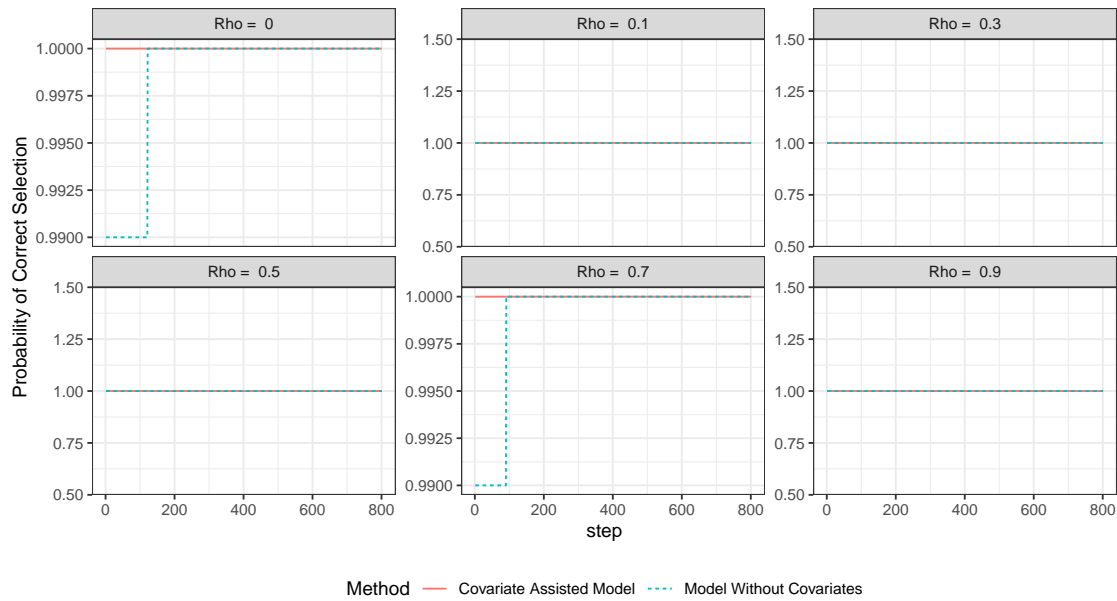 Probability of Correct Selection
Rho = 0
1.0000
0.9975
0.9950
0.9925
0.9900
Rho = 0.1
1.50
1.25
1.00
0.75
0.50
Rho = 0.3
1.50
1.25
1.00
0.75
0.50
Rho = 0.5
1.50
1.25
1.00
0.75
0.50
0 200 400 600 800
Rho = 0.7
1.0000
0.9975
0.9950
0.9925
0.9900
0 200 400 600 800
Rho = 0.9
1.50
1.25
1.00
0.75
0.50
0 200 400 600 800
step
Method Covariate Assisted Model Model Without Covariates